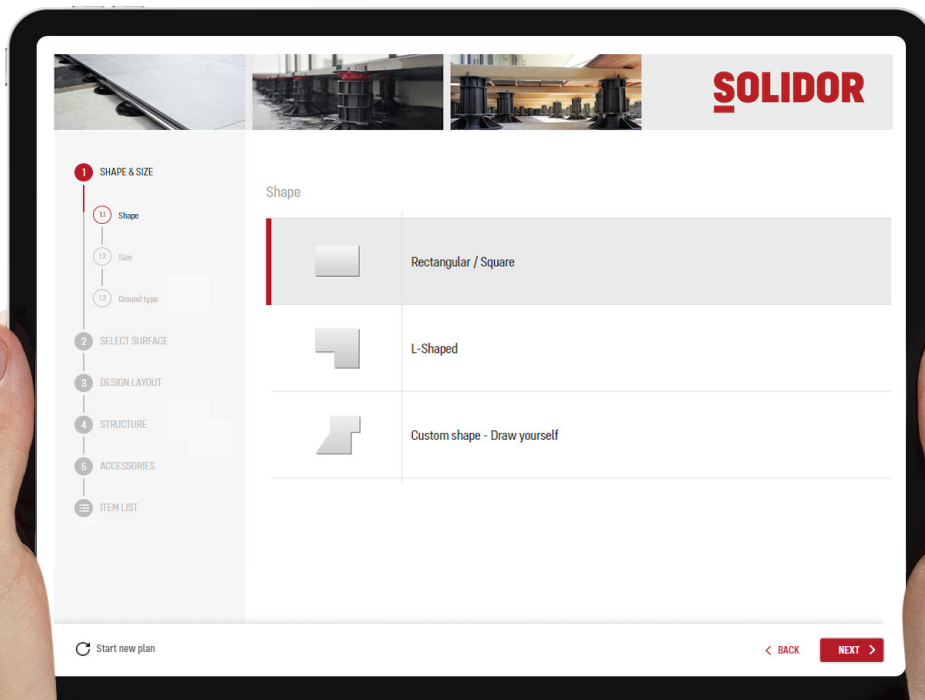 SOLIDOR
1 SHAPE & SIZE
1.1 Shape
1.2 Size
1.3 Ground type
2 SELECT SURFACE
3 DESIGN LAYOUT
4 STRUCTURE
5 ACCESSORIES
ITEM LIST
Shape
Rectangular / Square
L-Shaped
Custom shape - Draw yourself
Start new plan
BACK
NEXT